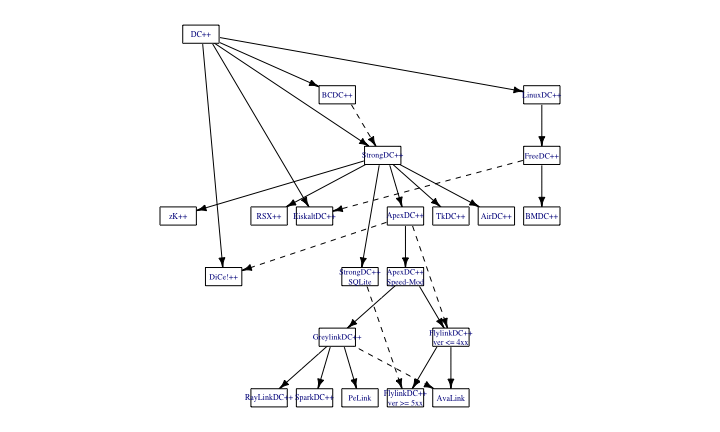 DC++
BCDC++
LinuxDC++
StrongDC++
FreeDC++
zK++
RSX++
EiskaltDC++
ApexDC++
TkDC++
AirDC++
BMDC++
DiCe!++
StrongDC++
SQLite
ApexDC++
Speed-Mod
GreylinkDC++
FlylinkDC++
ver <= 4xx
RayLinkDC++
SparkDC++
PeLink
FlylinkDC++
ver >= 5xx
AvaLink